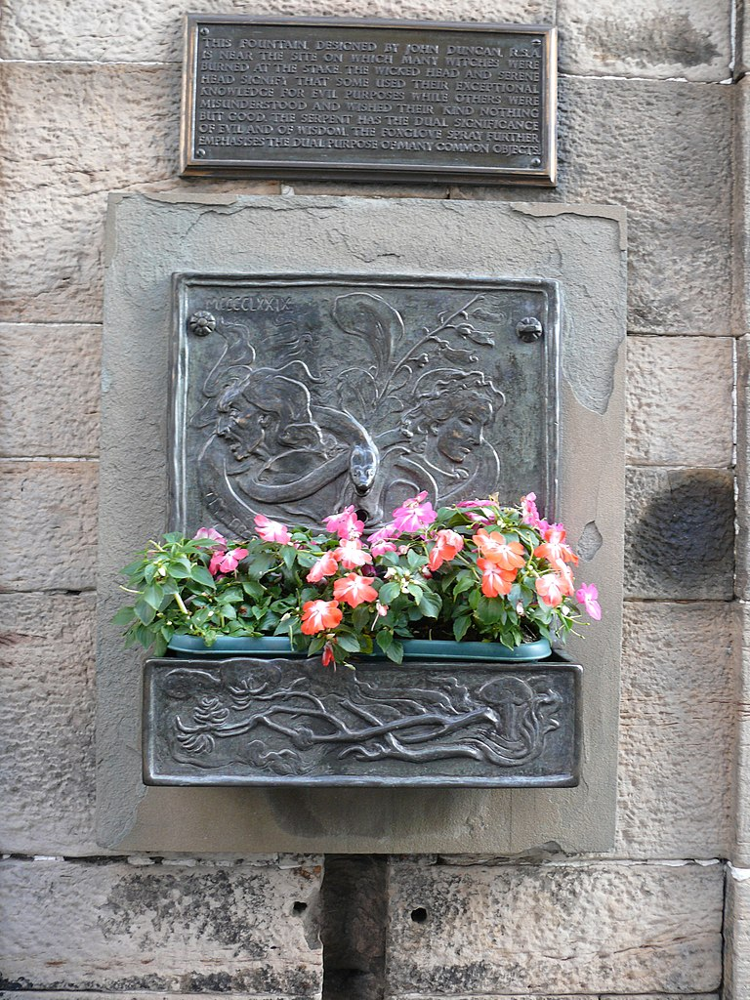 THIS FOUNTAIN, DESIGNED BY JOHN DUNCAN, R.S.A.
IS NEAR THE SITE ON WHICH MANY WITCHES WERE
BURNED AT THE STAKE. THE WICKED HEAD AND SERENE
HEAD SIGNIFY THAT SOME USED THEIR EXCEPTIONAL
KNOWLEDGE FOR EVIL PURPOSES WHILE OTHERS WERE
MISUNDERSTOOD AND WISHED THEIR KIND NOTHING
BUT GOOD. THE SERPENT HAS THE DUAL SIGNIFICANCE
OF EVIL AND OF WISDOM. THE FOXGLOVE SPRAY FURTHER
EMPHASISES THE DUAL PURPOSE OF MANY COMMON OBJECTS.
MCCCCLXXIX